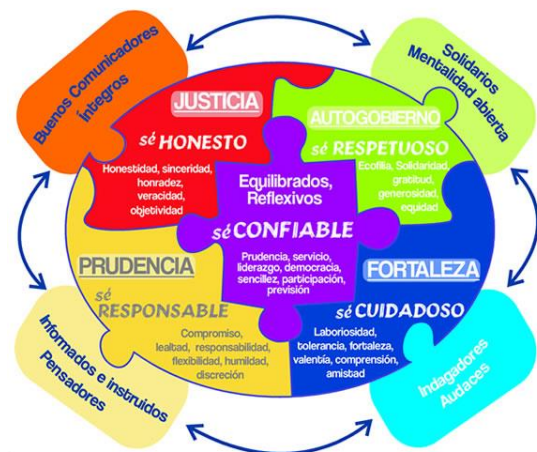 Buenos Comunicadores
Íntegros
Solidarios
Mentalidad abierta
JUSTICIA
sé HONESTO
Honestidad, sinceridad,
honradez,
veracidad,
objetividad
AUTOGOBIERNO
sé RESPETUOSO
Ecofilia, Solidaridad,
gratitud,
generosidad,
equidad
Equilibrados,
Reflexivos
sé CONFIABLE
Prudencia, servicio,
liderazgo, democracia,
sencillez, participación,
previsión
PRUDENCIA
sé
RESPONSABLE
Compromiso,
lealtad, responsabilidad,
flexibilidad, humildad,
discreción
FORTALEZA
sé CUIDADOSO
Laboriosidad,
tolerancia, fortaleza,
valentía, comprensión,
amistad
Informados e instruidos
Pensadores
Indagadores
Audaces